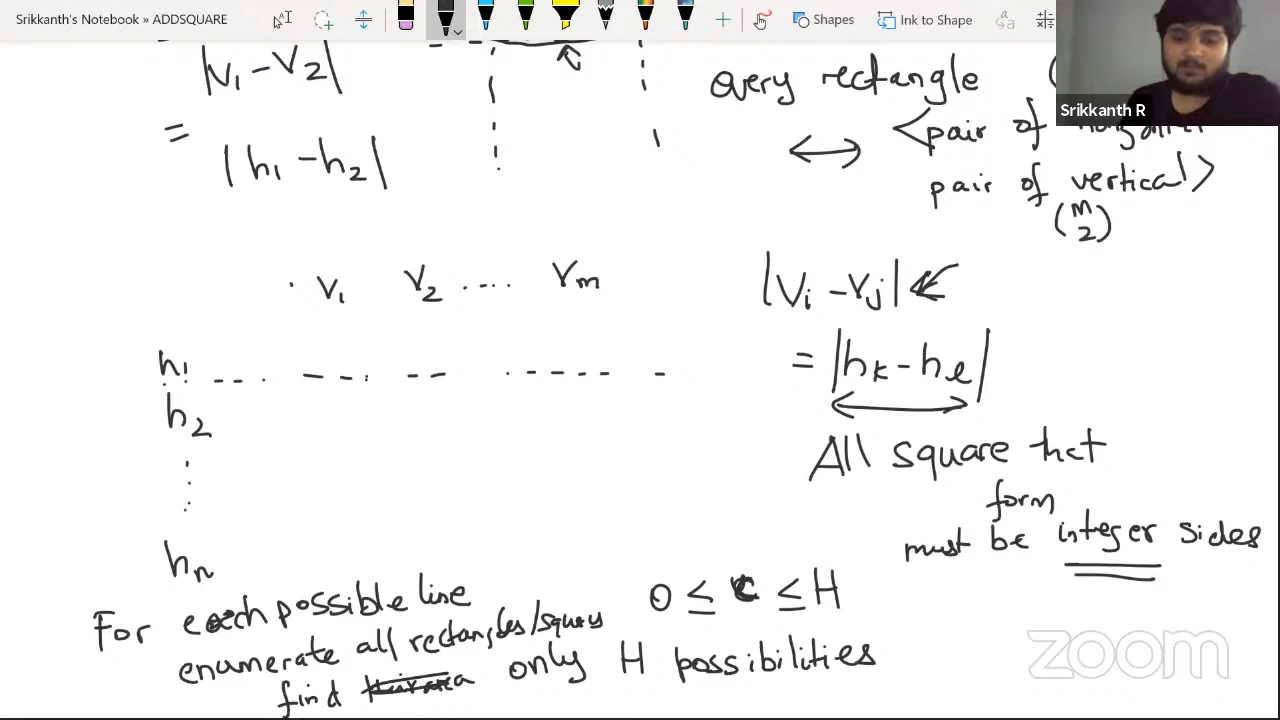 Srikkanth's Notebook » ADDSQUARE
Shapes
Ink to Shape
Srikkanth R
|V1 - V2|
=
|h1 - h2|
every rectangle
<pair of
pair of vertical>
(m 2)
V1 V2 .... Vm
h1
h2
hn
|Vi - Vj|
= |hk - hl|
All square that
form
must be integer sides
For each possible line
enumerate all rectangles/squares
find
0 ≤ c ≤ H
only H possibilities
zoom